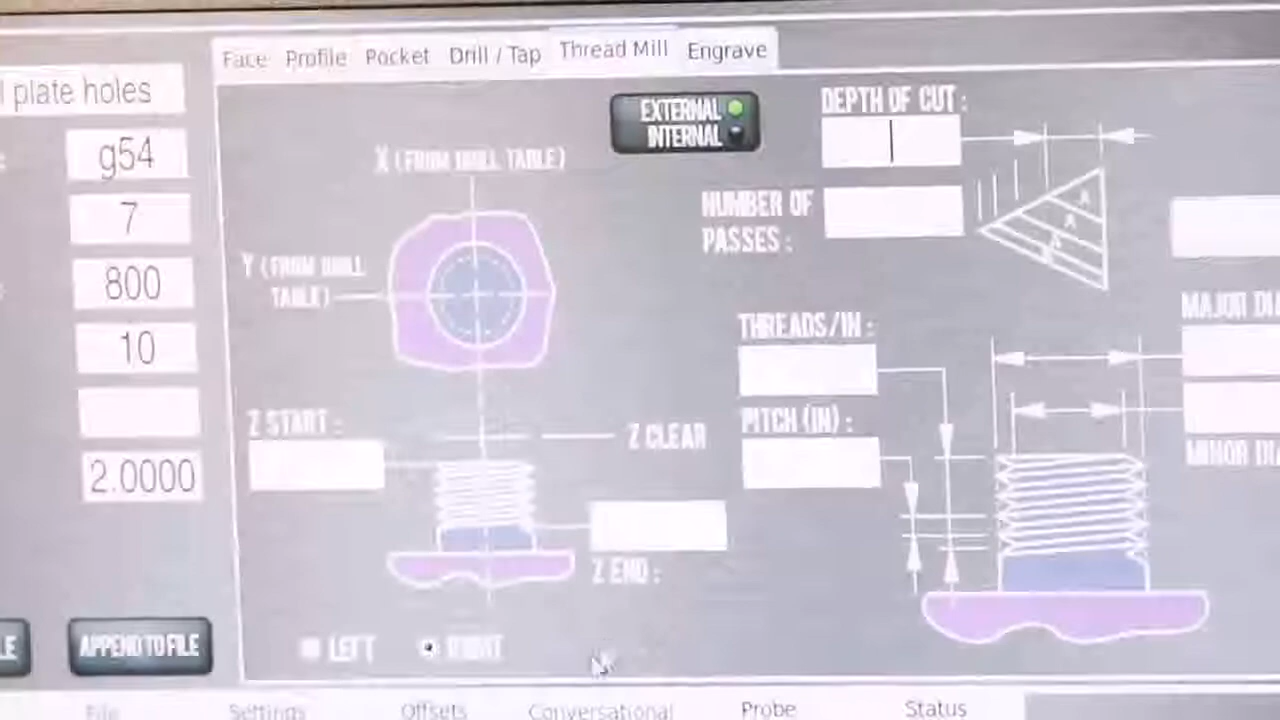 Face Profile Pocket Drill / Tap Thread Mill Engrave
plate holes
g54
7
800
10
2.0000
APPEND TO FILE
EXTERNAL
INTERNAL
X (FROM DRILL TABLE)
Y (FROM DRILL
TABLE)
Z START :
Z CLEAR
Z END :
LEFT RIGHT
DEPTH OF CUT :
NUMBER OF
PASSES :
THREADS/IN :
PITCH (IN) :
MAJOR
MINOR
File Settings Offsets Conversational Probe Status